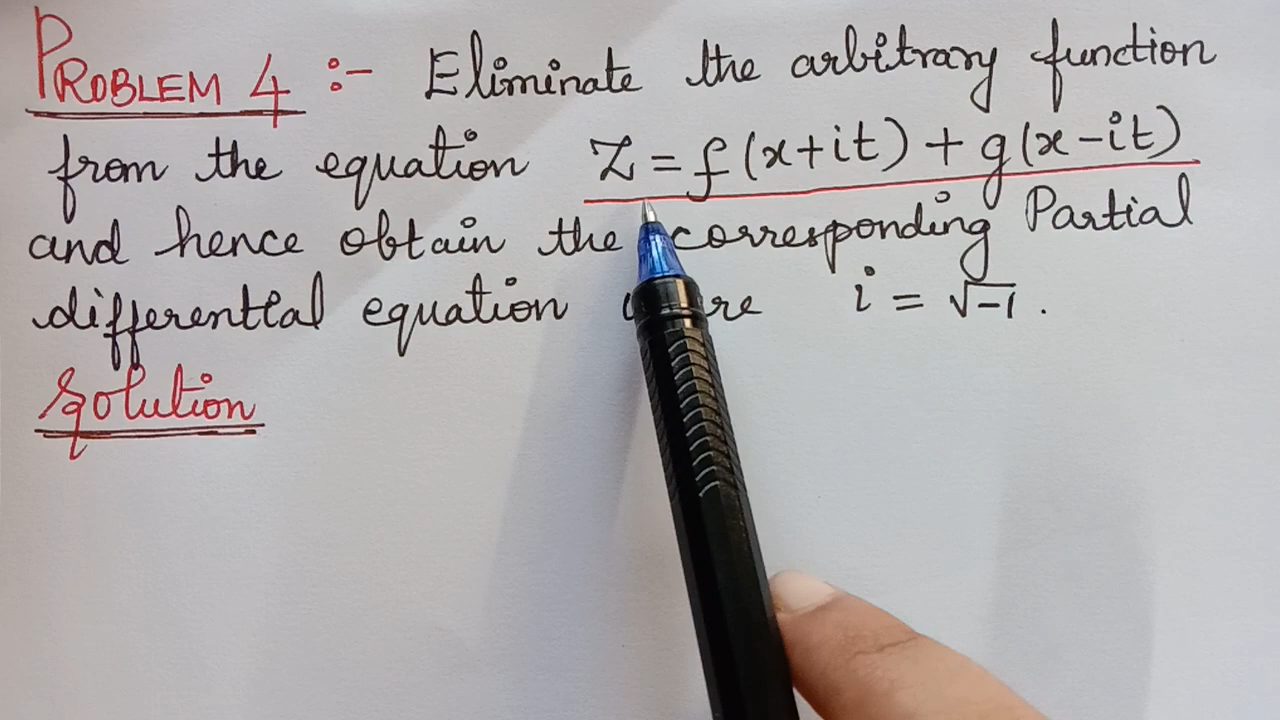 PROBLEM 4 :- Eliminate the arbitrary function
from the equation Z = f(x+it) + g(x-it)
and hence obtain the corresponding Partial
differential equation i = √-1 .
Solution